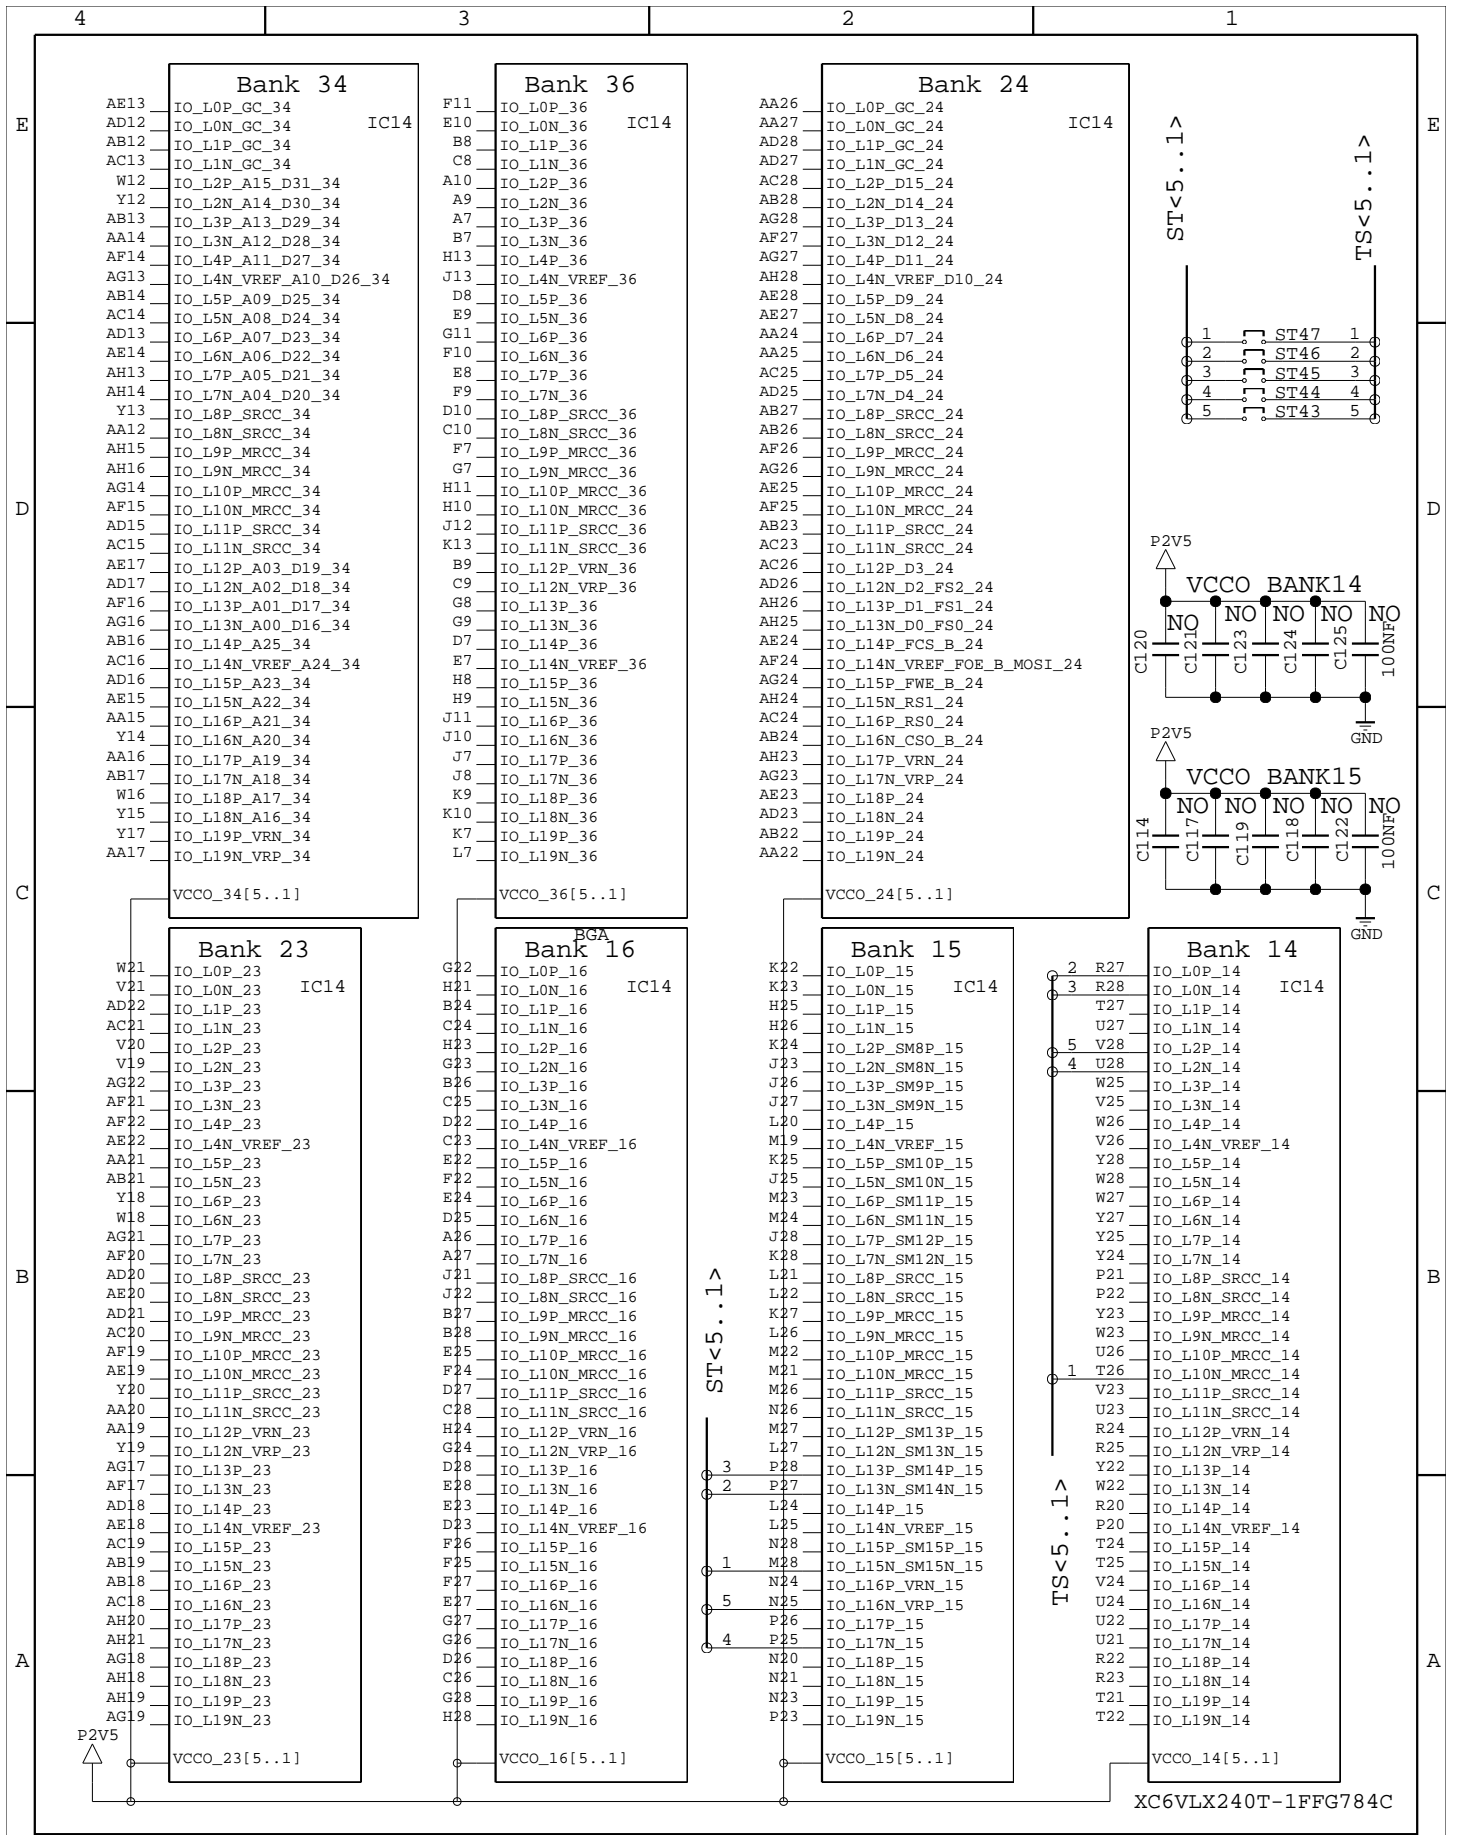 4 3 2 1
E E
D D
C C
B B
A A
Bank 34
IC14
AE13 IO_L0P_GC_34
AD12 IO_L0N_GC_34
AB12 IO_L1P_GC_34
AC13 IO_L1N_GC_34
W12 IO_L2P_A15_D31_34
Y12 IO_L2N_A14_D30_34
AB13 IO_L3P_A13_D29_34
AA14 IO_L3N_A12_D28_34
AF14 IO_L4P_A11_D27_34
AG13 IO_L4N_VREF_A10_D26_34
AB14 IO_L5P_A09_D25_34
AC14 IO_L5N_A08_D24_34
AD13 IO_L6P_A07_D23_34
AE14 IO_L6N_A06_D22_34
AH13 IO_L7P_A05_D21_34
AH14 IO_L7N_A04_D20_34
Y13 IO_L8P_SRCC_34
AA12 IO_L8N_SRCC_34
AH15 IO_L9P_MRCC_34
AH16 IO_L9N_MRCC_34
AG14 IO_L10P_MRCC_34
AF15 IO_L10N_MRCC_34
AD15 IO_L11P_SRCC_34
AC15 IO_L11N_SRCC_34
AE17 IO_L12P_A03_D19_34
AD17 IO_L12N_A02_D18_34
AF16 IO_L13P_A01_D17_34
AG16 IO_L13N_A00_D16_34
AB16 IO_L14P_A25_34
AC16 IO_L14N_VREF_A24_34
AD16 IO_L15P_A23_34
AE15 IO_L15N_A22_34
AA15 IO_L16P_A21_34
Y14 IO_L16N_A20_34
AA16 IO_L17P_A19_34
AB17 IO_L17N_A18_34
W16 IO_L18P_A17_34
Y15 IO_L18N_A16_34
Y17 IO_L19P_VRN_34
AA17 IO_L19N_VRP_34
VCCO_34[5..1]
Bank 36
IC14
F11 IO_L0P_36
E10 IO_L0N_36
B8 IO_L1P_36
C8 IO_L1N_36
A10 IO_L2P_36
A9 IO_L2N_36
A7 IO_L3P_36
B7 IO_L3N_36
H13 IO_L4P_36
J13 IO_L4N_VREF_36
D8 IO_L5P_36
E9 IO_L5N_36
G11 IO_L6P_36
F10 IO_L6N_36
E8 IO_L7P_36
F9 IO_L7N_36
D10 IO_L8P_SRCC_36
C10 IO_L8N_SRCC_36
F7 IO_L9P_MRCC_36
G7 IO_L9N_MRCC_36
H11 IO_L10P_MRCC_36
H10 IO_L10N_MRCC_36
J12 IO_L11P_SRCC_36
K13 IO_L11N_SRCC_36
B9 IO_L12P_VRN_36
C9 IO_L12N_VRP_36
G8 IO_L13P_36
G9 IO_L13N_36
D7 IO_L14P_36
E7 IO_L14N_VREF_36
H8 IO_L15P_36
H9 IO_L15N_36
J11 IO_L16P_36
J10 IO_L16N_36
J7 IO_L17P_36
J8 IO_L17N_36
K9 IO_L18P_36
K10 IO_L18N_36
K7 IO_L19P_36
L7 IO_L19N_36
VCCO_36[5..1]
Bank 24
IC14
AA26 IO_L0P_GC_24
AA27 IO_L0N_GC_24
AD28 IO_L1P_GC_24
AD27 IO_L1N_GC_24
AC28 IO_L2P_D15_24
AB28 IO_L2N_D14_24
AG28 IO_L3P_D13_24
AF27 IO_L3N_D12_24
AG27 IO_L4P_D11_24
AH28 IO_L4N_VREF_D10_24
AE28 IO_L5P_D9_24
AE27 IO_L5N_D8_24
AA24 IO_L6P_D7_24
AA25 IO_L6N_D6_24
AC25 IO_L7P_D5_24
AD25 IO_L7N_D4_24
AB27 IO_L8P_SRCC_24
AB26 IO_L8N_SRCC_24
AF26 IO_L9P_MRCC_24
AG26 IO_L9N_MRCC_24
AE25 IO_L10P_MRCC_24
AF25 IO_L10N_MRCC_24
AB23 IO_L11P_SRCC_24
AC23 IO_L11N_SRCC_24
AC26 IO_L12P_D3_24
AD26 IO_L12N_D2_FS2_24
AH26 IO_L13P_D1_FS1_24
AH25 IO_L13N_D0_FS0_24
AE24 IO_L14P_FCS_B_24
AF24 IO_L14N_VREF_FOE_B_MOSI_24
AG24 IO_L15P_FWE_B_24
AH24 IO_L15N_RS1_24
AC24 IO_L16P_RS0_24
AB24 IO_L16N_CSO_B_24
AH23 IO_L17P_VRN_24
AG23 IO_L17N_VRP_24
AE23 IO_L18P_24
AD23 IO_L18N_24
AB22 IO_L19P_24
AA22 IO_L19N_24
VCCO_24[5..1]
ST<5..1> TS<5..1>
1 ST47 1
2 ST46 2
3 ST45 3
4 ST44 4
5 ST43 5
P2V5
VCCO BANK14
NO NO NO NO NO
C120 C121 C123 C124 C125 100NF
GND
P2V5
VCCO BANK15
NO NO NO NO NO
C114 C117 C119 C118 C122 100NF
GND
Bank 23
IC14
W21 IO_L0P_23
V21 IO_L0N_23
AD22 IO_L1P_23
AC21 IO_L1N_23
V20 IO_L2P_23
V19 IO_L2N_23
AG22 IO_L3P_23
AF21 IO_L3N_23
AF22 IO_L4P_23
AE22 IO_L4N_VREF_23
AA21 IO_L5P_23
AB21 IO_L5N_23
Y18 IO_L6P_23
W18 IO_L6N_23
AG21 IO_L7P_23
AF20 IO_L7N_23
AD20 IO_L8P_SRCC_23
AE20 IO_L8N_SRCC_23
AD21 IO_L9P_MRCC_23
AC20 IO_L9N_MRCC_23
AF19 IO_L10P_MRCC_23
AE19 IO_L10N_MRCC_23
Y20 IO_L11P_SRCC_23
AA20 IO_L11N_SRCC_23
AA19 IO_L12P_VRN_23
Y19 IO_L12N_VRP_23
AG17 IO_L13P_23
AF17 IO_L13N_23
AD18 IO_L14P_23
AE18 IO_L14N_VREF_23
AC19 IO_L15P_23
AB19 IO_L15N_23
AB18 IO_L16P_23
AC18 IO_L16N_23
AH20 IO_L17P_23
AH21 IO_L17N_23
AG18 IO_L18P_23
AH18 IO_L18N_23
AH19 IO_L19P_23
AG19 IO_L19N_23
P2V5
VCCO_23[5..1]
BGA
Bank 16
IC14
G22 IO_L0P_16
H21 IO_L0N_16
B24 IO_L1P_16
C24 IO_L1N_16
H23 IO_L2P_16
G23 IO_L2N_16
B26 IO_L3P_16
C25 IO_L3N_16
D22 IO_L4P_16
C23 IO_L4N_VREF_16
E22 IO_L5P_16
F22 IO_L5N_16
E24 IO_L6P_16
D25 IO_L6N_16
A26 IO_L7P_16
A27 IO_L7N_16
J21 IO_L8P_SRCC_16
J22 IO_L8N_SRCC_16
B27 IO_L9P_MRCC_16
B28 IO_L9N_MRCC_16
E25 IO_L10P_MRCC_16
F24 IO_L10N_MRCC_16
D27 IO_L11P_SRCC_16
C28 IO_L11N_SRCC_16
H24 IO_L12P_VRN_16
G24 IO_L12N_VRP_16
D28 IO_L13P_16
E28 IO_L13N_16
E23 IO_L14P_16
D23 IO_L14N_VREF_16
F26 IO_L15P_16
F25 IO_L15N_16
F27 IO_L16P_16
E27 IO_L16N_16
G27 IO_L17P_16
G26 IO_L17N_16
D26 IO_L18P_16
C26 IO_L18N_16
G28 IO_L19P_16
H28 IO_L19N_16
VCCO_16[5..1]
ST<5..1>
Bank 15
IC14
K22 IO_L0P_15
K23 IO_L0N_15
H25 IO_L1P_15
H26 IO_L1N_15
K24 IO_L2P_SM8P_15
J23 IO_L2N_SM8N_15
J26 IO_L3P_SM9P_15
J27 IO_L3N_SM9N_15
L20 IO_L4P_15
M19 IO_L4N_VREF_15
K25 IO_L5P_SM10P_15
J25 IO_L5N_SM10N_15
M23 IO_L6P_SM11P_15
M24 IO_L6N_SM11N_15
J28 IO_L7P_SM12P_15
K28 IO_L7N_SM12N_15
L21 IO_L8P_SRCC_15
L22 IO_L8N_SRCC_15
K27 IO_L9P_MRCC_15
L26 IO_L9N_MRCC_15
M22 IO_L10P_MRCC_15
M21 IO_L10N_MRCC_15
M26 IO_L11P_SRCC_15
N26 IO_L11N_SRCC_15
M27 IO_L12P_SM13P_15
L27 IO_L12N_SM13N_15
3 P28 IO_L13P_SM14P_15
2 P27 IO_L13N_SM14N_15
L24 IO_L14P_15
L25 IO_L14N_VREF_15
N28 IO_L15P_SM15P_15
1 M28 IO_L15N_SM15N_15
N24 IO_L16P_VRN_15
5 N25 IO_L16N_VRP_15
P26 IO_L17P_15
4 P25 IO_L17N_15
N20 IO_L18P_15
N21 IO_L18N_15
N23 IO_L19P_15
P23 IO_L19N_15
VCCO_15[5..1]
TS<5..1>
Bank 14
IC14
2 R27 IO_L0P_14
3 R28 IO_L0N_14
T27 IO_L1P_14
U27 IO_L1N_14
5 V28 IO_L2P_14
4 U28 IO_L2N_14
W25 IO_L3P_14
V25 IO_L3N_14
W26 IO_L4P_14
V26 IO_L4N_VREF_14
Y28 IO_L5P_14
W28 IO_L5N_14
W27 IO_L6P_14
Y27 IO_L6N_14
Y25 IO_L7P_14
Y24 IO_L7N_14
P21 IO_L8P_SRCC_14
P22 IO_L8N_SRCC_14
Y23 IO_L9P_MRCC_14
W23 IO_L9N_MRCC_14
U26 IO_L10P_MRCC_14
1 T26 IO_L10N_MRCC_14
V23 IO_L11P_SRCC_14
U23 IO_L11N_SRCC_14
R24 IO_L12P_VRN_14
R25 IO_L12N_VRP_14
Y22 IO_L13P_14
W22 IO_L13N_14
R20 IO_L14P_14
P20 IO_L14N_VREF_14
T24 IO_L15P_14
T25 IO_L15N_14
V24 IO_L16P_14
U24 IO_L16N_14
U22 IO_L17P_14
U21 IO_L17N_14
R22 IO_L18P_14
R23 IO_L18N_14
T21 IO_L19P_14
T22 IO_L19N_14
VCCO_14[5..1]
XC6VLX240T-1FFG784C